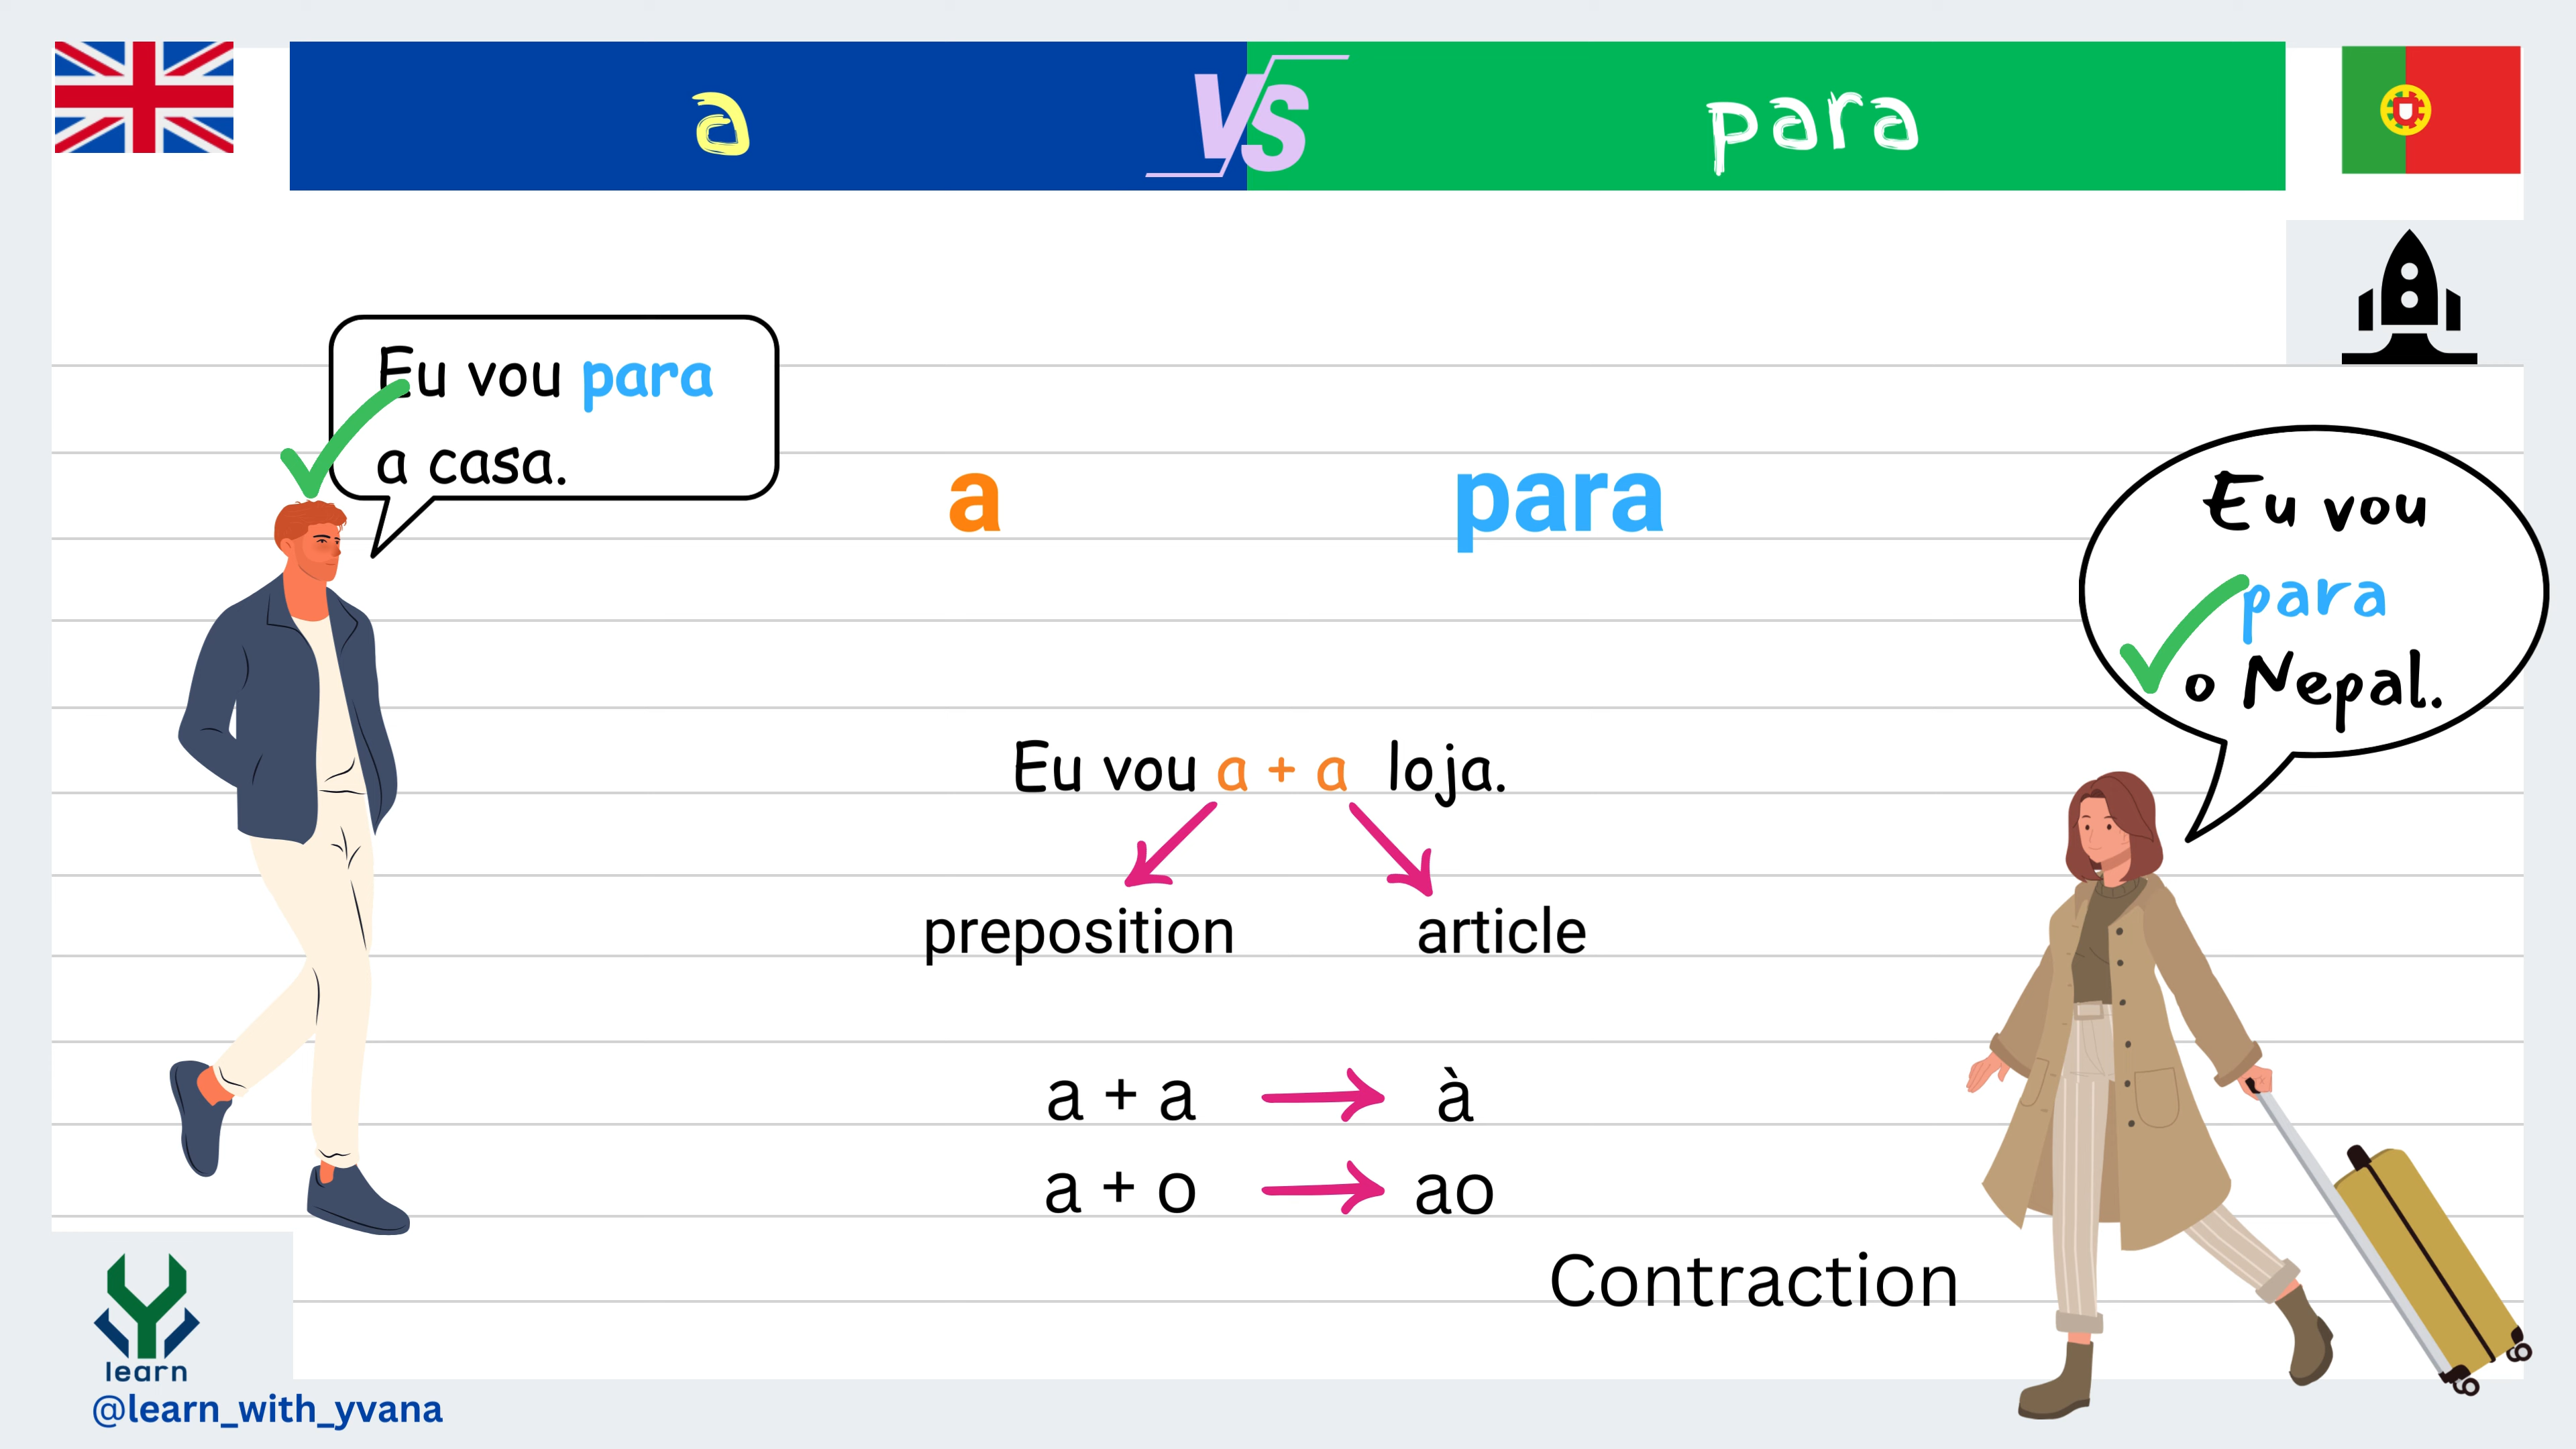 a VS para
Eu vou para
a casa.
a para
Eu vou
para
o Nepal.
Eu vou a + a loja.
preposition article
a + a à
a + o ao
Contraction
learn
@learn_with_yvana